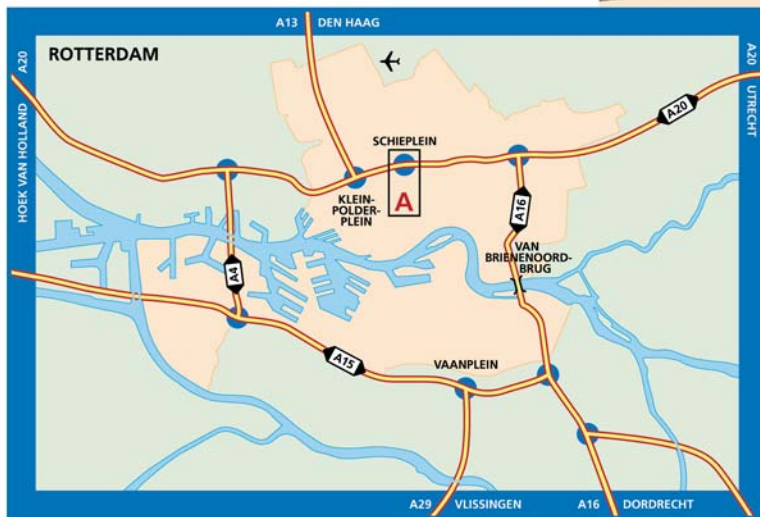 A13 DEN HAAG
ROTTERDAM
A20
HOEK VAN HOLLAND
A20
UTRECHT
A20
SCHIEPLEIN
KLEIN-
POLDER-
PLEIN
A
A16
VAN
BRIENENOORD-
BRUG
A4
A15
VAANPLEIN
A29 VLISSINGEN
A16 DORDRECHT